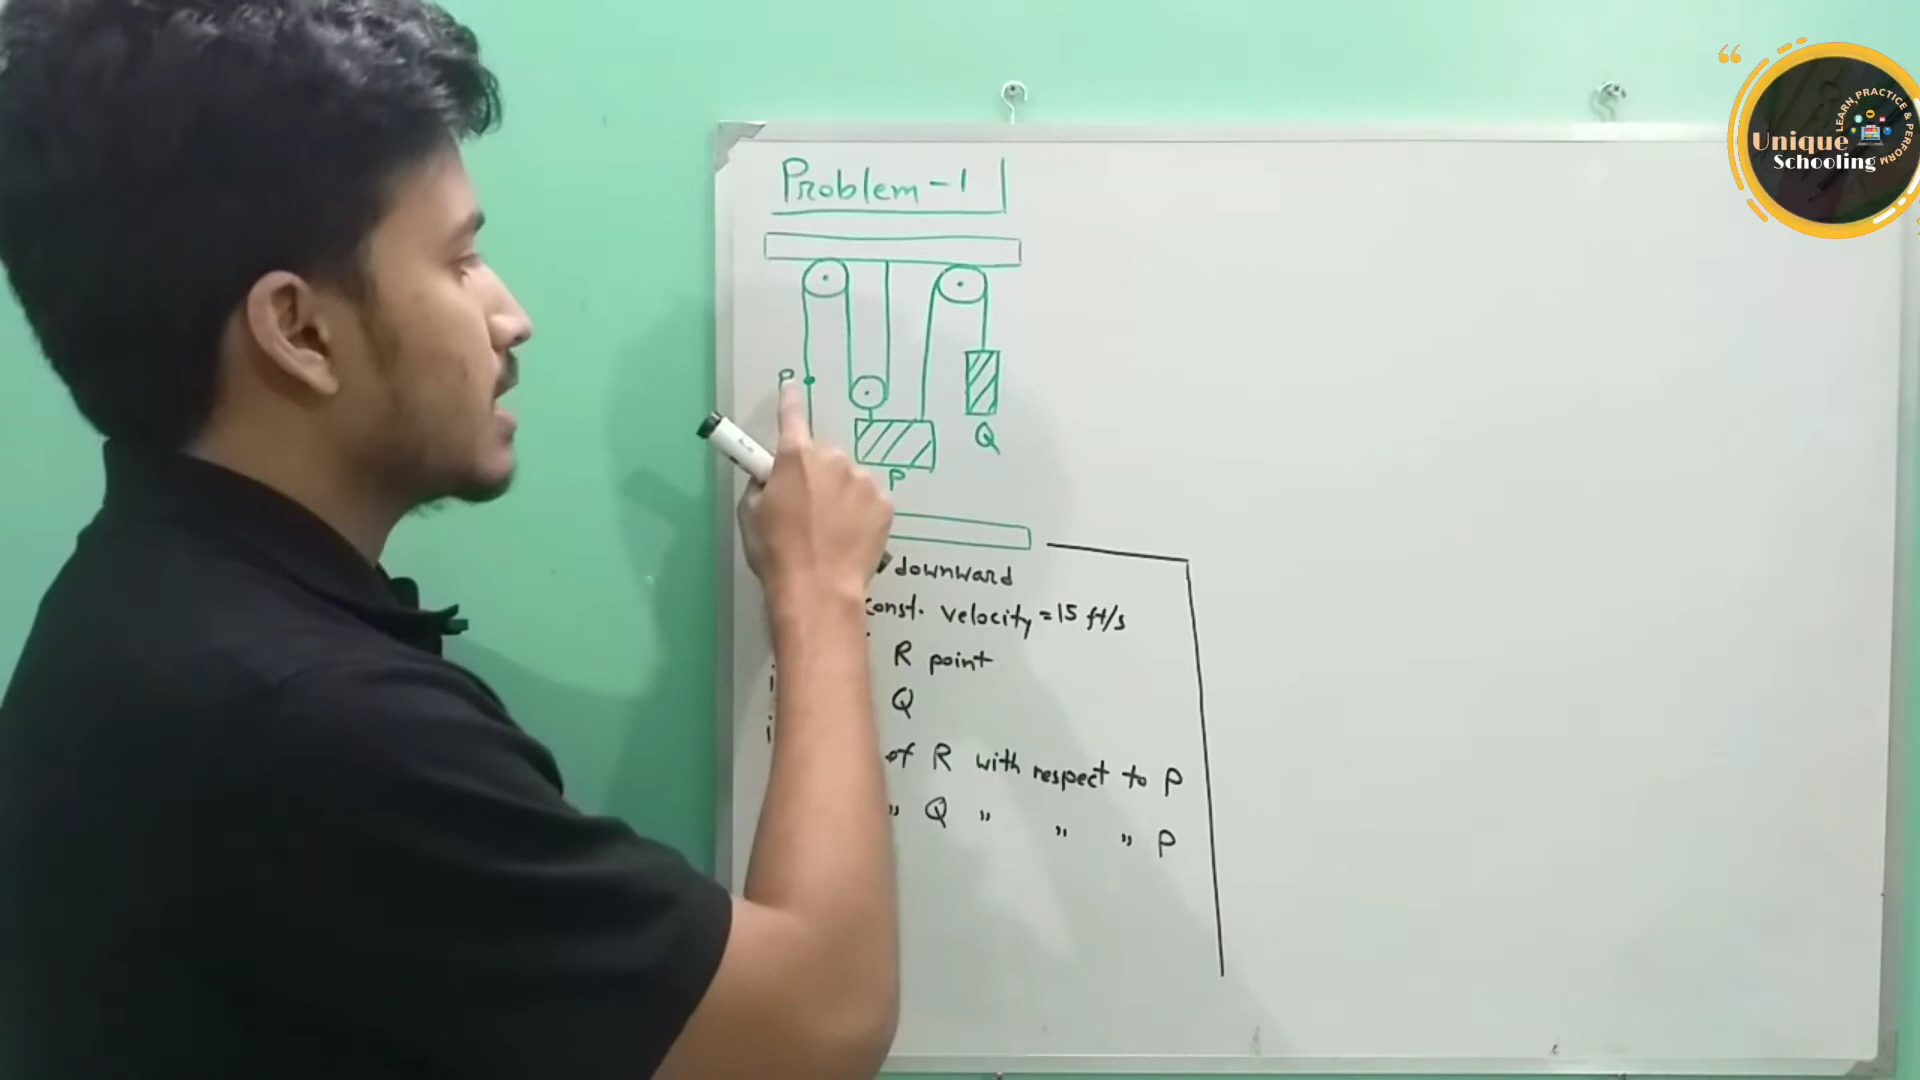 Problem-1
Q
P
downward
const. velocity = 15 ft/s
R point
Q
of R with respect to P
" Q " " " P
“
Unique
Schooling
LEARN, PRACTICE & PERFORM